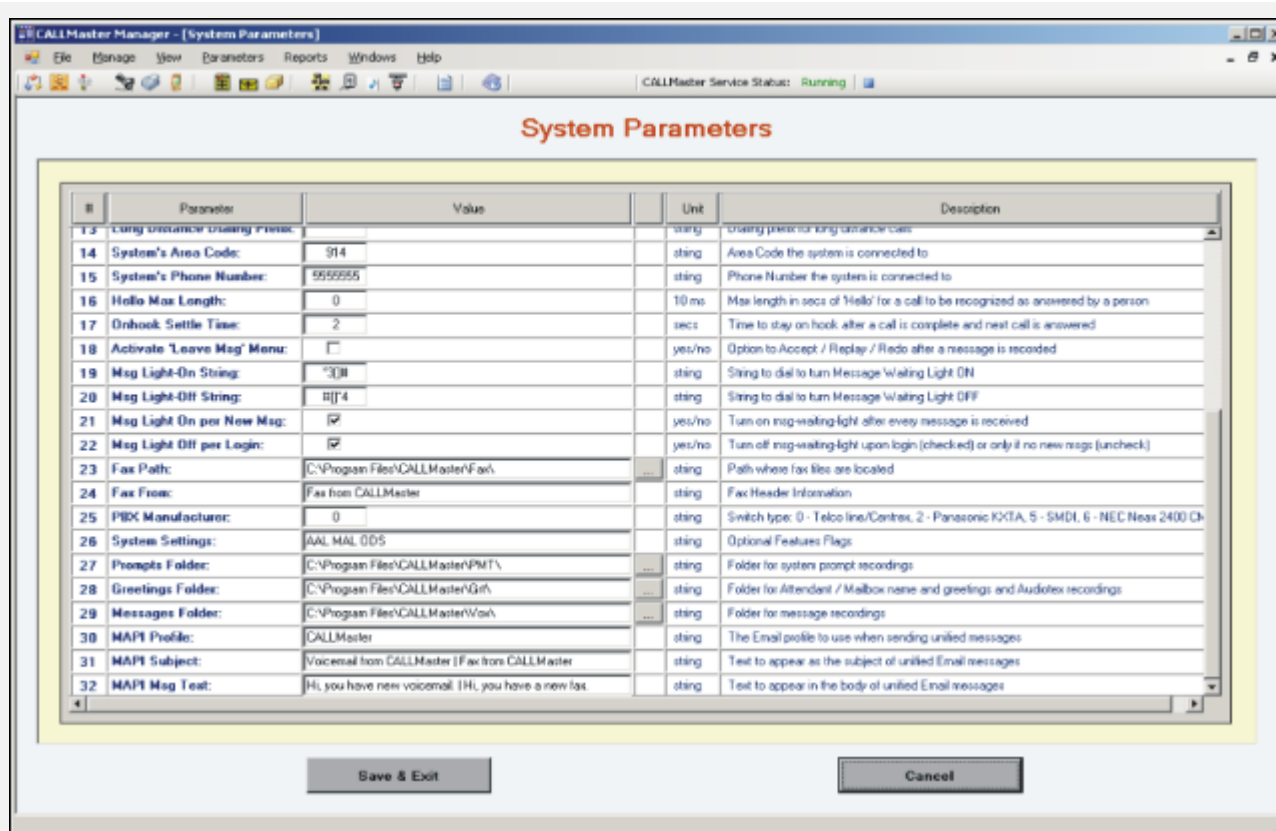 CALLMaster Manager - [System Parameters]
File Manage View Parameters Reports Windows Help
CALLMaster Service Status: Running
System Parameters
# Parameter Value Unit Description
13 Long Distance Dialing Prefix: string Dialing prefix for long distance calls
14 System's Area Code: 914 string Area Code the system is connected to
15 System's Phone Number: 5555555 string Phone Number the system is connected to
16 Hello Max Length: 0 10 ms Max length in secs of 'Hello' for a call to be recognized as answered by a person
17 Onhook Settle Time: 2 secs Time to stay on hook after a call is complete and next call is answered
18 Activate 'Leave Msg' Menu: yes/no Option to Accept / Replay / Redo after a message is recorded
19 Msg Light-On String: string String to dial to turn Message Waiting Light ON
20 Msg Light-Off String: string String to dial to turn Message Waiting Light OFF
21 Msg Light On per New Msg: yes/no Turn on msg-waiting-light after every message is received
22 Msg Light Off per Login: yes/no Turn off msg-waiting-light upon login (checked) or only if no new msgs (uncheck)
23 Fax Path: C:\Program Files\CALLMaster\Fax\ ... string Path where fax files are located
24 Fax From: Fax from CALLMaster string Fax Header Information
25 PBX Manufacturer: 0 string Switch type: 0 - Telco line/Centrex, 2 - Panasonic KXTA, 5 - SMDI, 6 - NEC Neax 2400 CM
26 System Settings: AAL MAL ODS string Optional Features Flags
27 Prompts Folder: C:\Program Files\CALLMaster\PMT\ ... string Folder for system prompt recordings
28 Greetings Folder: C:\Program Files\CALLMaster\Grt\ ... string Folder for Attendant / Mailbox name and greetings and Audiotex recordings
29 Messages Folder: C:\Program Files\CALLMaster\Vox\ ... string Folder for message recordings
30 MAPI Profile: CALLMaster string The Email profile to use when sending unified messages
31 MAPI Subject: Voicemail from CALLMaster | Fax from CALLMaster string Text to appear as the subject of unified Email messages
32 MAPI Msg Text: Hi, you have new voicemail. | Hi, you have a new fax. string Text to appear in the body of unified Email messages
Save & Exit Cancel